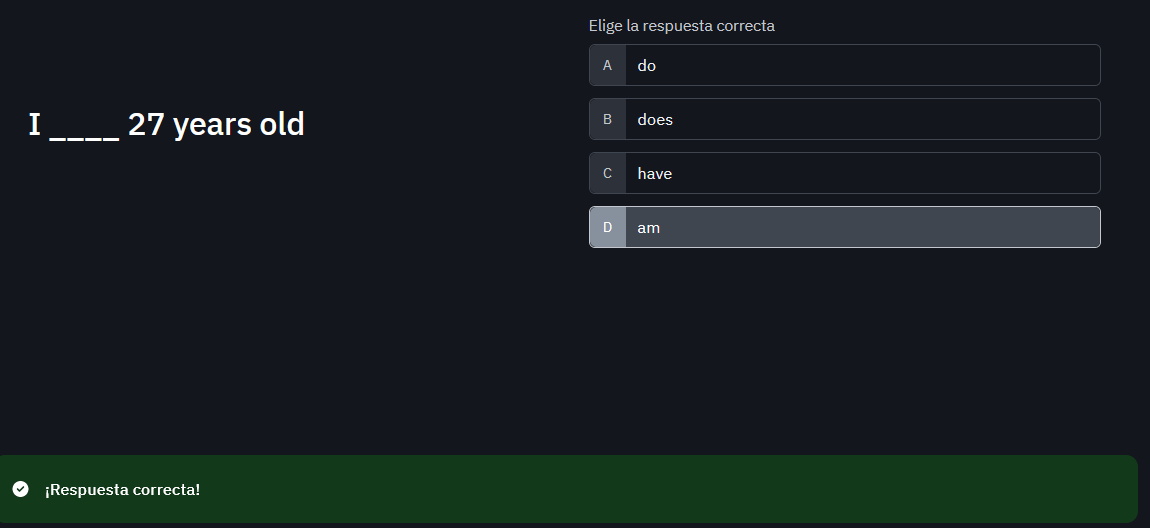 Elige la respuesta correcta
I ____ 27 years old
A do
B does
C have
D am
¡Respuesta correcta!